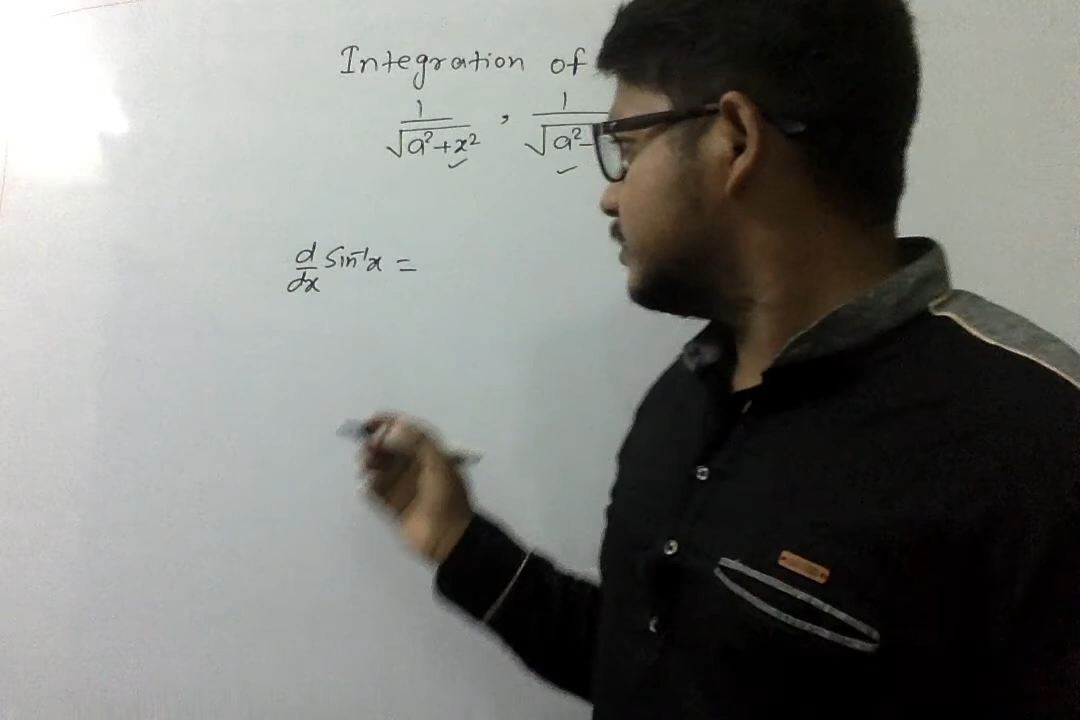 Integration of
1/√(a²+x²) , 1/√(a²-
d/dx sin⁻¹x =